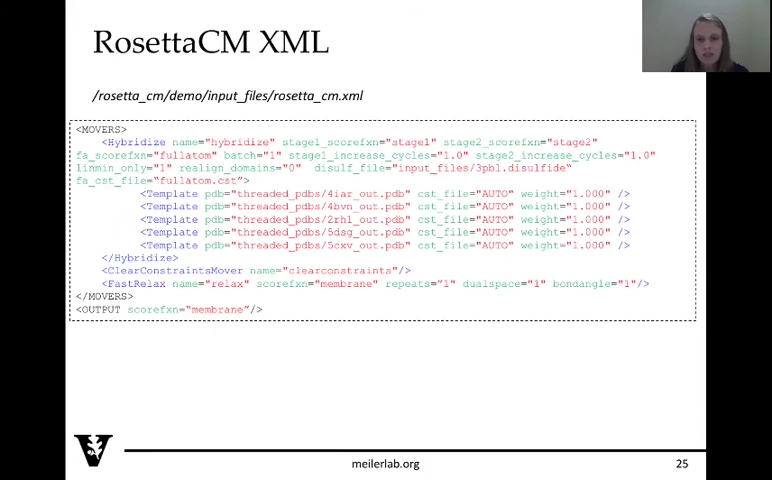 RosettaCM XML
/rosetta_cm/demo/input_files/rosetta_cm.xml
<MOVERS>
<Hybridize name="hybridize" stage1_scorefxn="stage1" stage2_scorefxn="stage2"
fa_scorefxn="fullatom" batch="1" stage1_increase_cycles="1.0" stage2_increase_cycles="1.0"
linmin_only="1" realign_domains="0" disulf_file="input_files/3pbl.disulfide"
fa_cst_file="fullatom.cst">
<Template pdb="threaded_pdbs/4iar_out.pdb" cst_file="AUTO" weight="1.000" />
<Template pdb="threaded_pdbs/4bvn_out.pdb" cst_file="AUTO" weight="1.000" />
<Template pdb="threaded_pdbs/2rh1_out.pdb" cst_file="AUTO" weight="1.000" />
<Template pdb="threaded_pdbs/5dsg_out.pdb" cst_file="AUTO" weight="1.000" />
<Template pdb="threaded_pdbs/5cxv_out.pdb" cst_file="AUTO" weight="1.000" />
</Hybridize>
<ClearConstraintsMover name="clearconstraints"/>
<FastRelax name="relax" scorefxn="membrane" repeats="1" dualspace="1" bondangle="1"/>
</MOVERS>
<OUTPUT scorefxn="membrane"/>
meilerlab.org
25